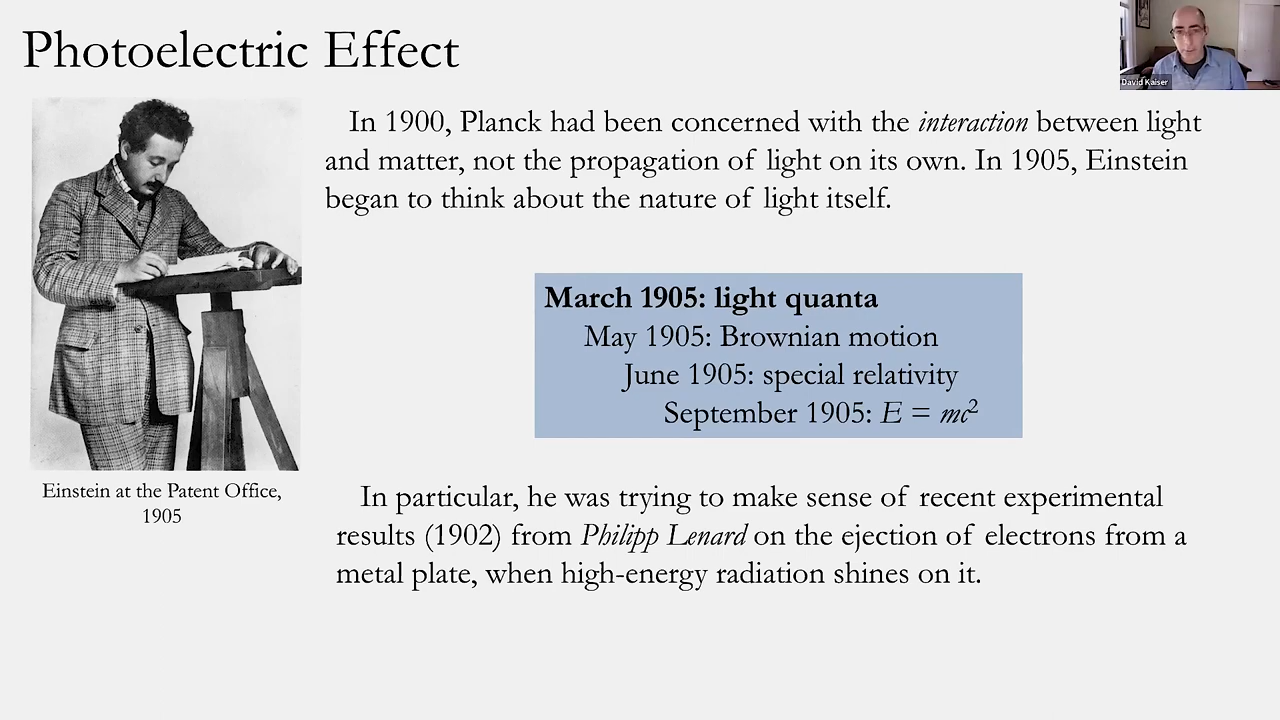 Photoelectric Effect
David Kaiser
In 1900, Planck had been concerned with the interaction between light
and matter, not the propagation of light on its own. In 1905, Einstein
began to think about the nature of light itself.
March 1905: light quanta
May 1905: Brownian motion
June 1905: special relativity
September 1905: E = mc²
Einstein at the Patent Office,
1905
In particular, he was trying to make sense of recent experimental
results (1902) from Philipp Lenard on the ejection of electrons from a
metal plate, when high-energy radiation shines on it.